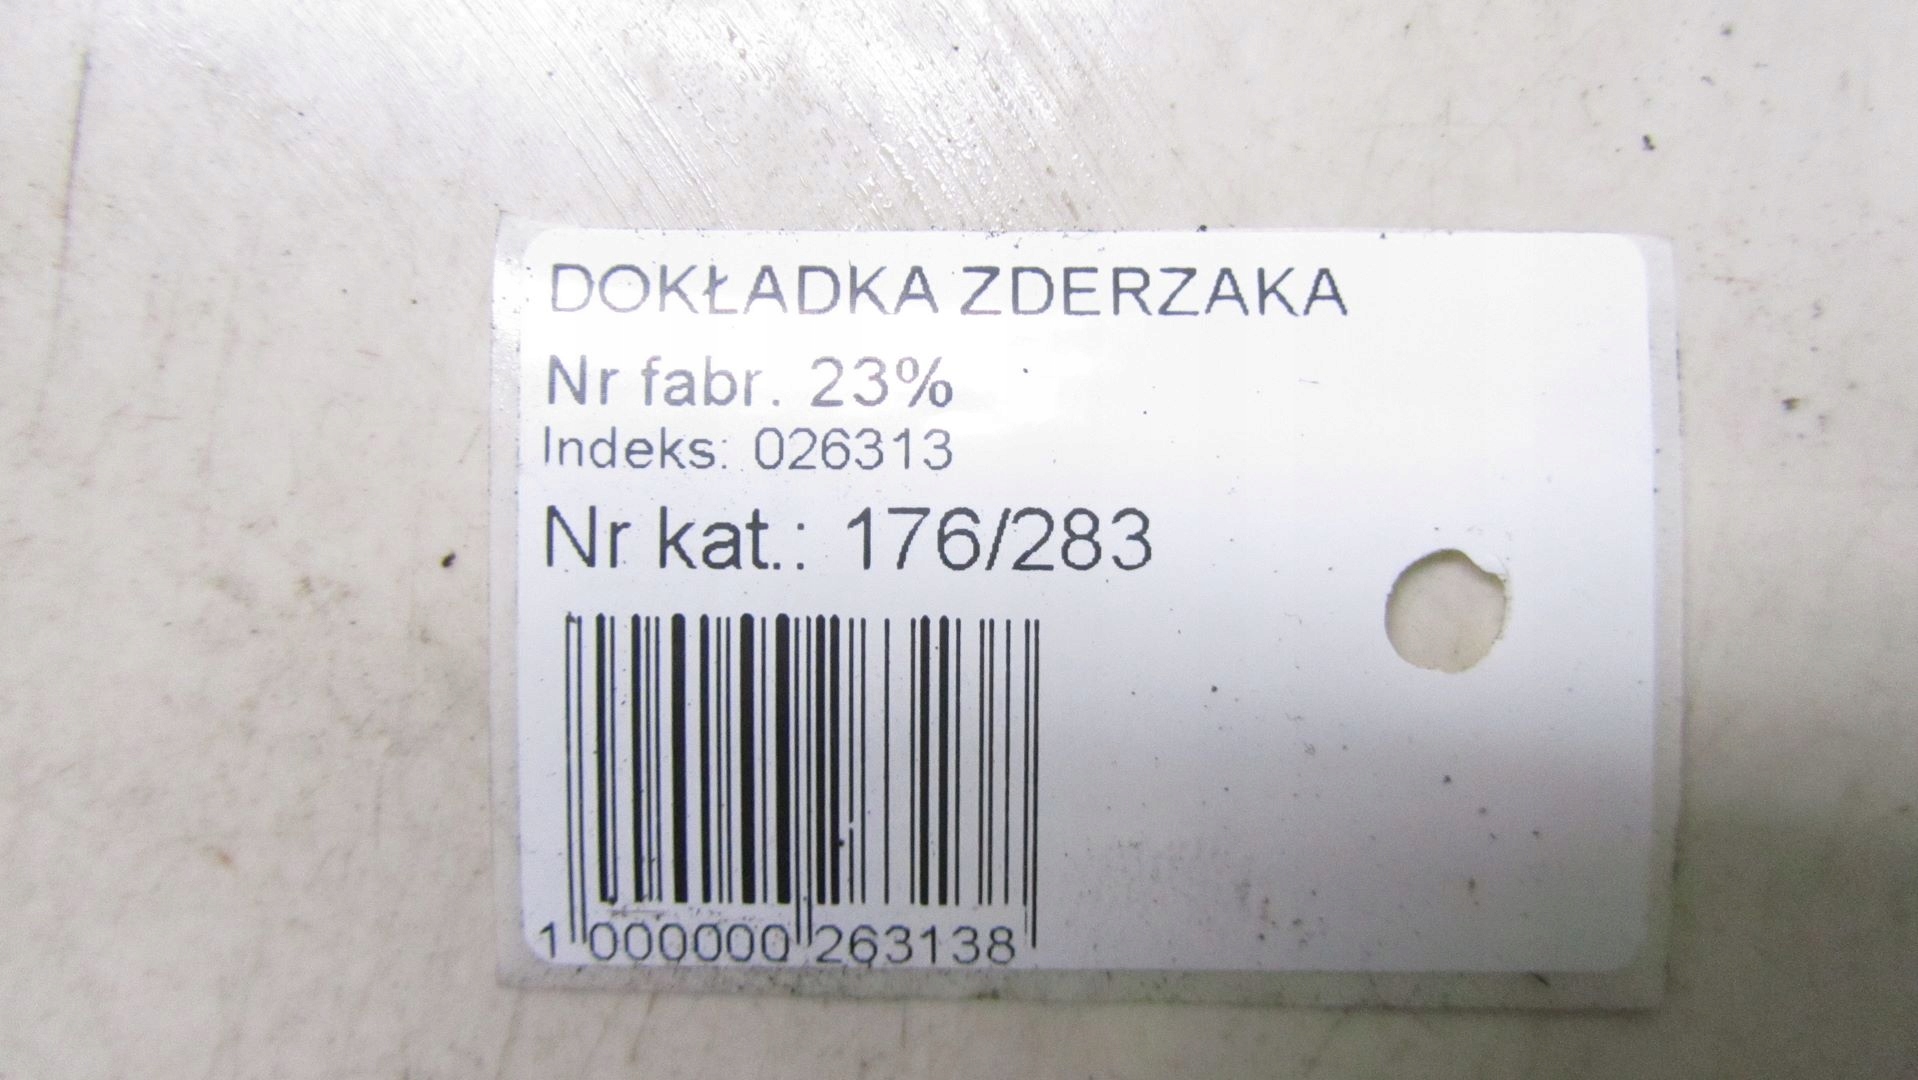 DOKŁADKA ZDERZAKA
Nr fabr. 23%
Indeks: 026313
Nr kat.: 176/283
1 000000 263138